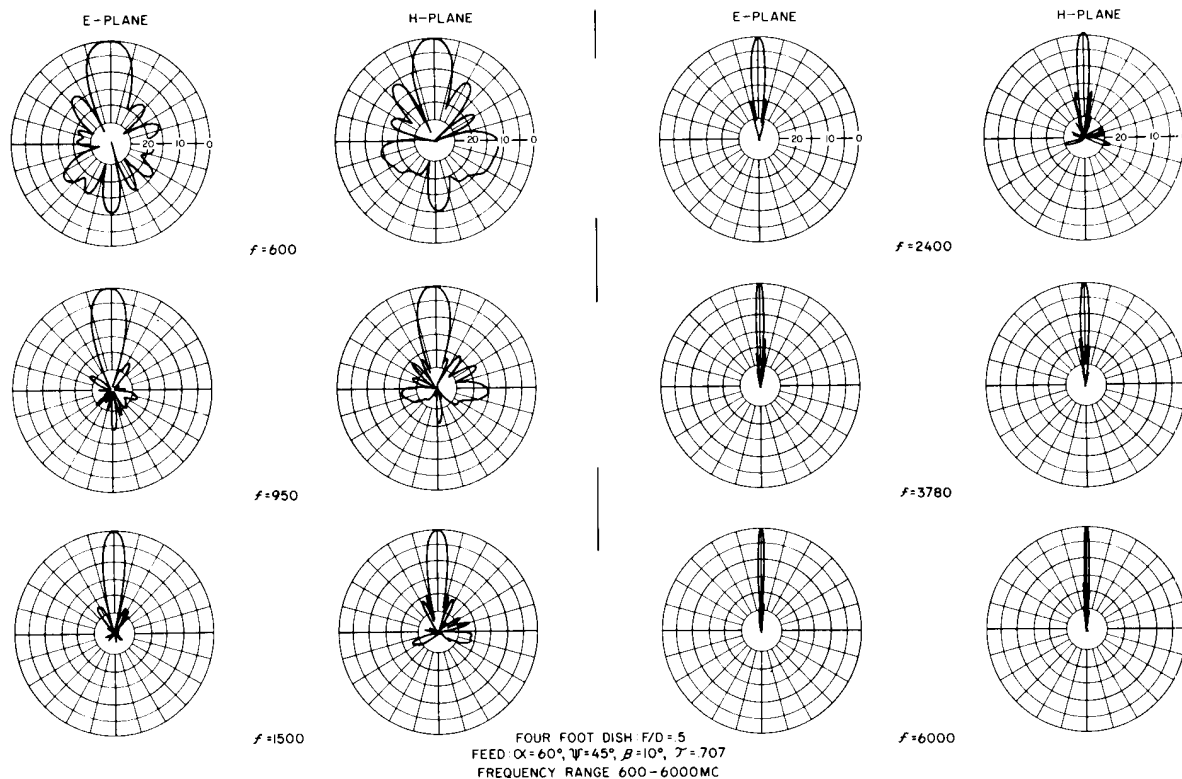 E-PLANE
H-PLANE
E-PLANE
H-PLANE
20 10 0
20 10 0
20 10 0
20 10
f=600
f=2400
f=950
f=3780
f=1500
f=6000
FOUR FOOT DISH: F/D=.5
FEED: α=60°, Ψ=45°, β=10°, τ=.707
FREQUENCY RANGE 600-6000MC